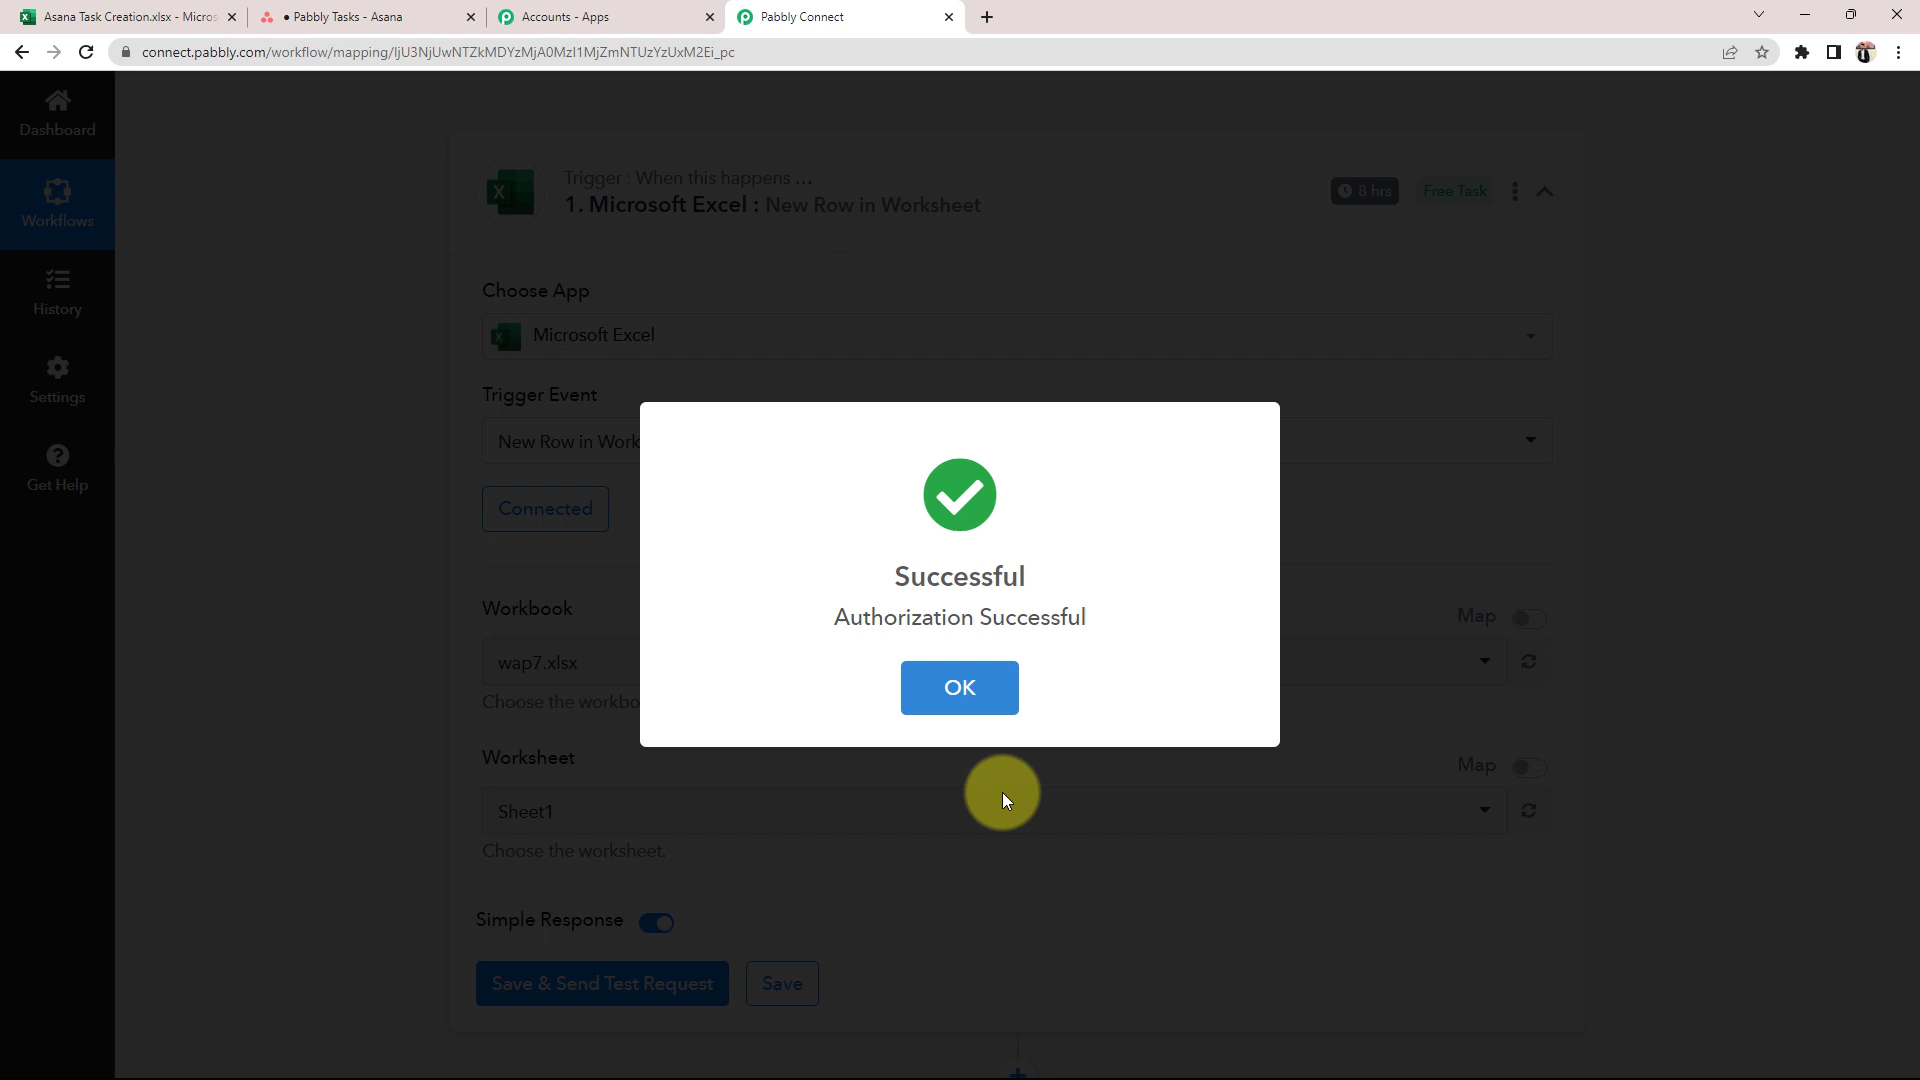 Asana Task Creation.xlsx - Micros
• Pabbly Tasks - Asana
Accounts - Apps
Pabbly Connect
connect.pabbly.com/workflow/mapping/IjU3NjUwNTZkMDYzMjA0MzI1MjZmNTUzYzUxM2Ei_pc
Dashboard
Workflows
History
Settings
Get Help
Trigger : When this happens ...
1. Microsoft Excel : New Row in Worksheet
8 hrs
Free Task
Choose App
Microsoft Excel
Trigger Event
New Row in Work
Connected
Successful
Authorization Successful
OK
Workbook
Map
wap7.xlsx
Choose the workbo
Worksheet
Map
Sheet1
Choose the worksheet.
Simple Response
Save & Send Test Request
Save